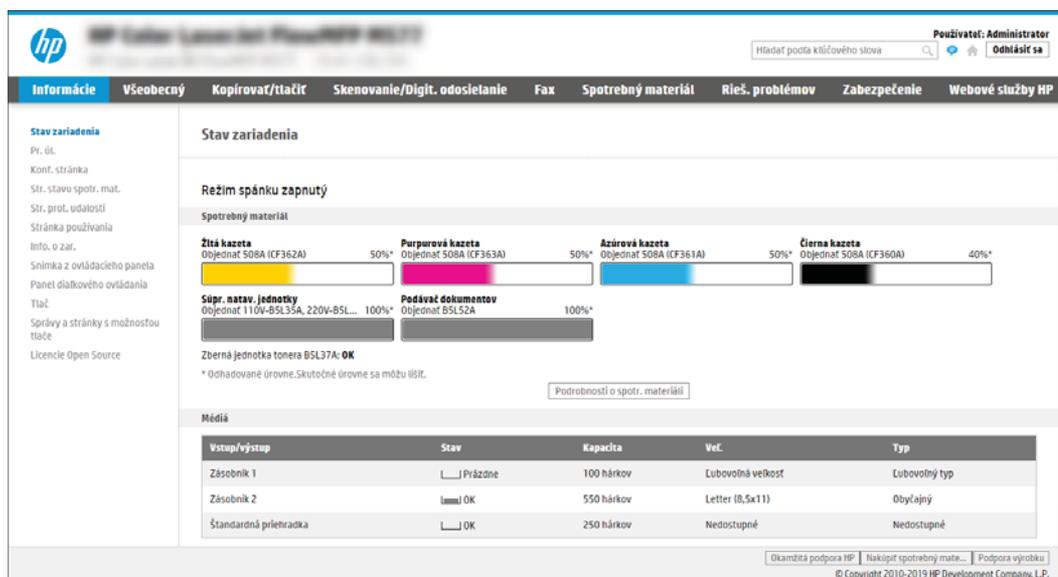 hp
Používateľ: Administrator
Hľadať podľa kľúčového slova
Odhlásiť sa
Informácie Všeobecný Kopírovať/tlačiť Skenovanie/Digit. odosielanie Fax Spotrebný materiál Rieš. problémov Zabezpečenie Webové služby HP
Stav zariadenia
Pr. úl.
Konf. stránka
Str. stavu spotr. mat.
Str. prot. udalostí
Stránka používania
Info. o zar.
Snímka z ovládacieho panela
Panel diaľkového ovládania
Tlač
Správy a stránky s možnosťou
tlače
Licencie Open Source
Stav zariadenia
Režim spánku zapnutý
Spotrebný materiál
Žltá kazeta
Objednať 508A (CF362A) 50%*
Purpurová kazeta
Objednať 508A (CF363A) 50%*
Azúrová kazeta
Objednať 508A (CF361A) 50%*
Čierna kazeta
Objednať 508A (CF360A) 40%*
Súpr. natav. jednotky
Objednať 110V-B5L35A, 220V-B5L... 100%*
Podávač dokumentov
Objednať B5L52A 100%*
Zberná jednotka tonera B5L37A: OK
* Odhadované úrovne.Skutočné úrovne sa môžu líšiť.
Podrobnosti o spotr. materiáli
Médiá
Vstup/výstup Stav Kapacita Veľ. Typ
Zásobník 1 Prázdne 100 hárkov Ľubovoľná veľkosť Ľubovoľný typ
Zásobník 2 OK 550 hárkov Letter (8,5x11) Obyčajný
Štandardná priehradka OK 250 hárkov Nedostupné Nedostupné
Okamžitá podpora HP Nakúpiť spotrebný mate... Podpora výrobku
© Copyright 2010-2019 HP Development Company, L.P.